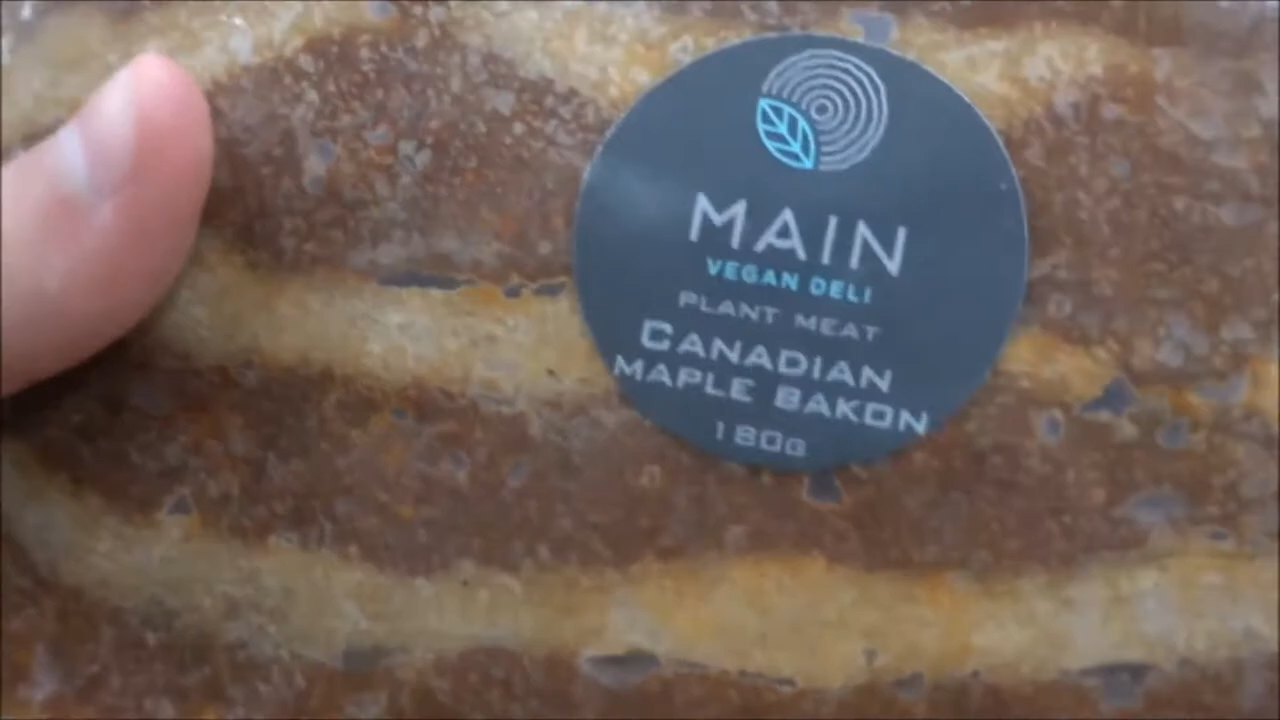 MAIN
VEGAN DELI
PLANT MEAT
CANADIAN
MAPLE BAKON
180G